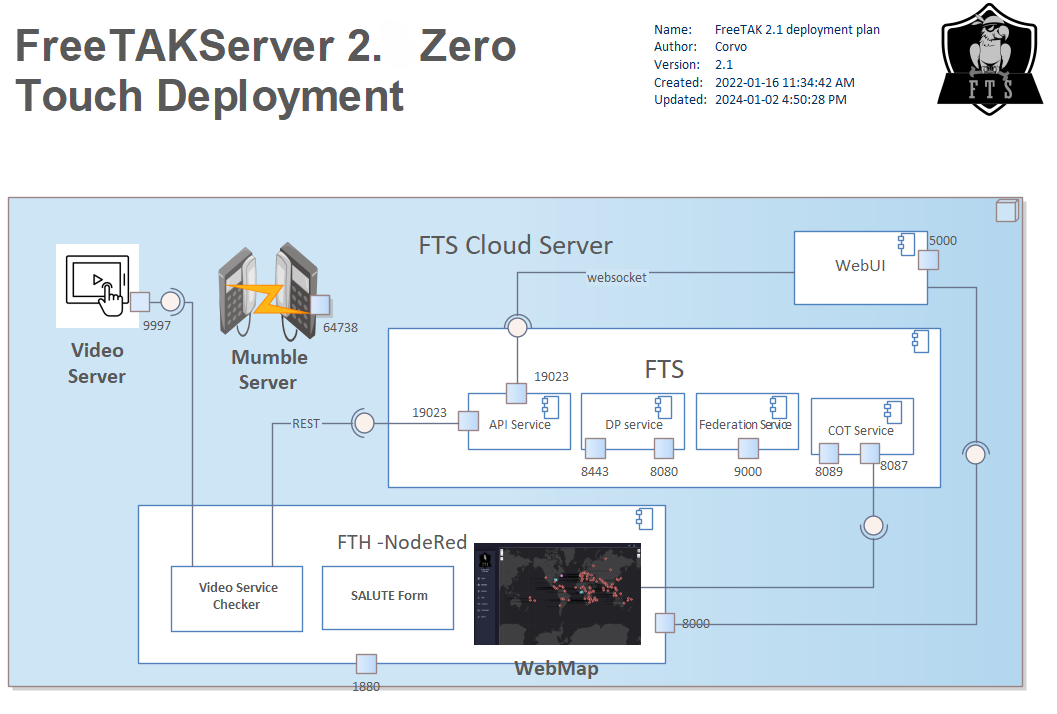 FreeTAKServer 2. Zero
Touch Deployment
Name: FreeTAK 2.1 deployment plan
Author: Corvo
Version: 2.1
Created: 2022-01-16 11:34:42 AM
Updated: 2024-01-02 4:50:28 PM
FTS
FTS Cloud Server
WebUI
5000
websocket
9997
Video
Server
64738
Mumble
Server
FTS
19023
19023
REST
API Service
DP service
Federation Service
COT Service
8443
8080
9000
8089
8087
FTH -NodeRed
Video Service
Checker
SALUTE Form
8000
WebMap
1880